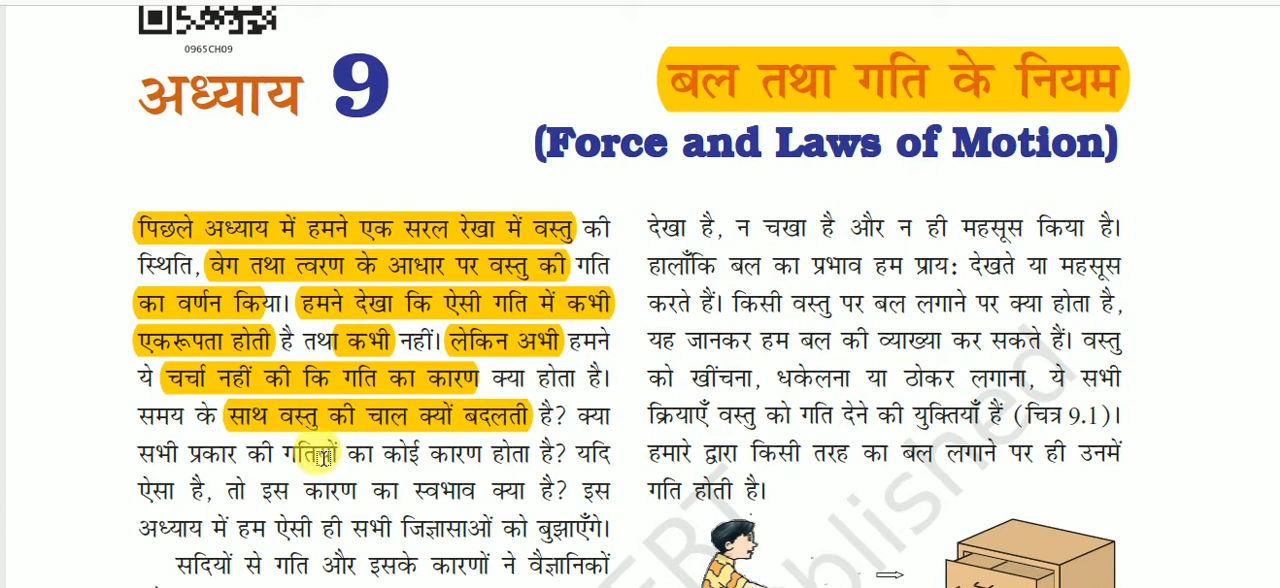 0965CH09
अध्याय 9
बल तथा गति के नियम
(Force and Laws of Motion)
पिछले अध्याय में हमने एक सरल रेखा में वस्तु की
स्थिति, वेग तथा त्वरण के आधार पर वस्तु की गति
का वर्णन किया। हमने देखा कि ऐसी गति में कभी
एकरूपता होती है तथा कभी नहीं। लेकिन अभी हमने
ये चर्चा नहीं की कि गति का कारण क्या होता है।
समय के साथ वस्तु की चाल क्यों बदलती है? क्या
सभी प्रकार की गतियों का कोई कारण होता है? यदि
ऐसा है, तो इस कारण का स्वभाव क्या है? इस
अध्याय में हम ऐसी ही सभी जिज्ञासाओं को बुझाएँगे।
सदियों से गति और इसके कारणों ने वैज्ञानिकों
देखा है, न चखा है और न ही महसूस किया है।
हालाँकि बल का प्रभाव हम प्राय: देखते या महसूस
करते हैं। किसी वस्तु पर बल लगाने पर क्या होता है,
यह जानकर हम बल की व्याख्या कर सकते हैं। वस्तु
को खींचना, धकेलना या ठोकर लगाना, ये सभी
क्रियाएँ वस्तु को गति देने की युक्तियाँ हैं (चित्र 9.1)।
हमारे द्वारा किसी तरह का बल लगाने पर ही उनमें
गति होती है।